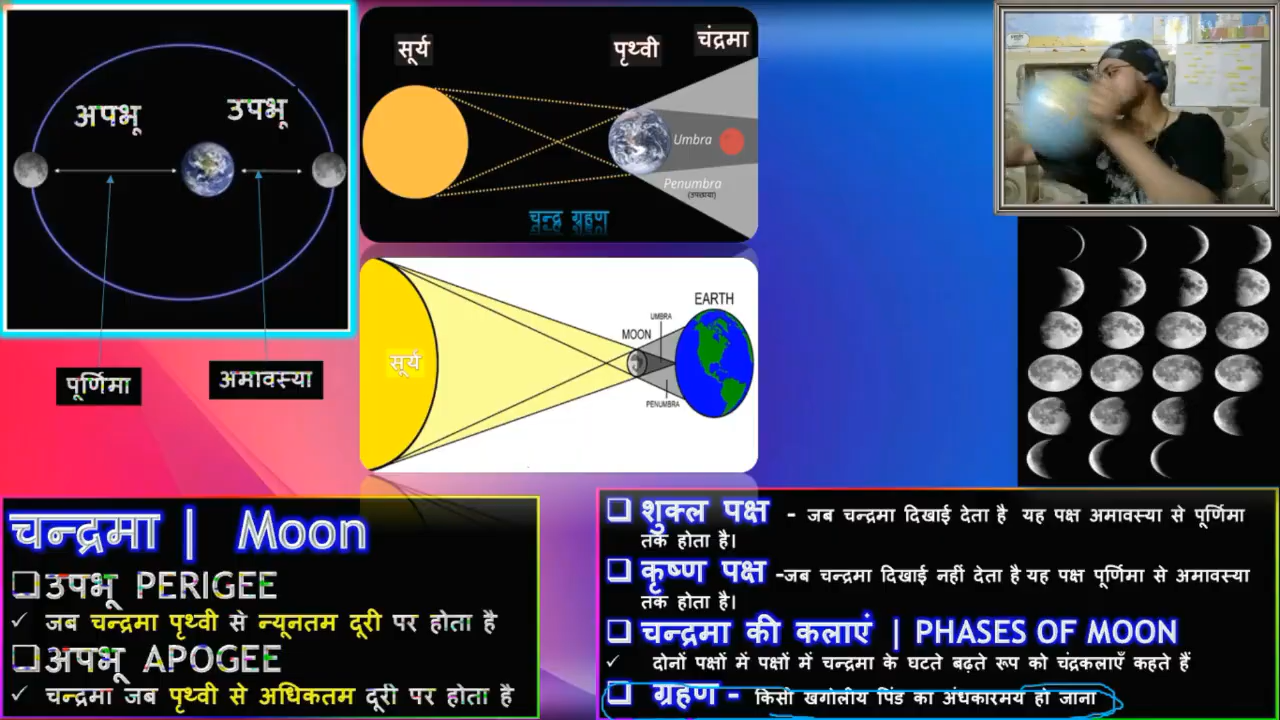 अपभू
उपभू
पूर्णिमा
अमावस्या
सूर्य
पृथ्वी
चंद्रमा
Umbra
Penumbra
(उपछाया)
चन्द्र ग्रहण
सूर्य
MOON
UMBRA
EARTH
PENUMBRA
चन्द्रमा | Moon
उपभू PERIGEE
✓ जब चन्द्रमा पृथ्वी से न्यूनतम दूरी पर होता है
अपभू APOGEE
✓ चन्द्रमा जब पृथ्वी से अधिकतम दूरी पर होता है
शुक्ल पक्ष - जब चन्द्रमा दिखाई देता है यह पक्ष अमावस्या से पूर्णिमा
तक होता है।
कृष्ण पक्ष -जब चन्द्रमा दिखाई नहीं देता है यह पक्ष पूर्णिमा से अमावस्या
तक होता है।
चन्द्रमा की कलाएं | PHASES OF MOON
✓ दोनों पक्षों में पक्षों में चन्द्रमा के घटते बढ़ते रूप को चंद्रकलाएँ कहते हैं
ग्रहण - किसी खगोलीय पिंड का अंधकारमय हो जाना